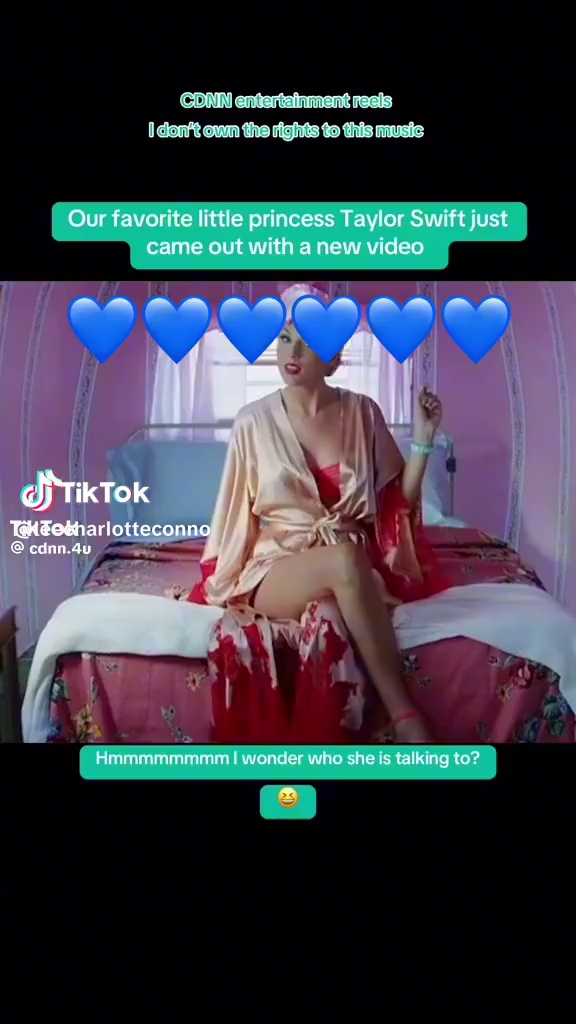 CDNN entertainment reels
I don't own the rights to this music
Our favorite little princess Taylor Swift just
came out with a new video
TikTok
TikTok
@ cdnn.4u
Hmmmmmmmm I wonder who she is talking to?